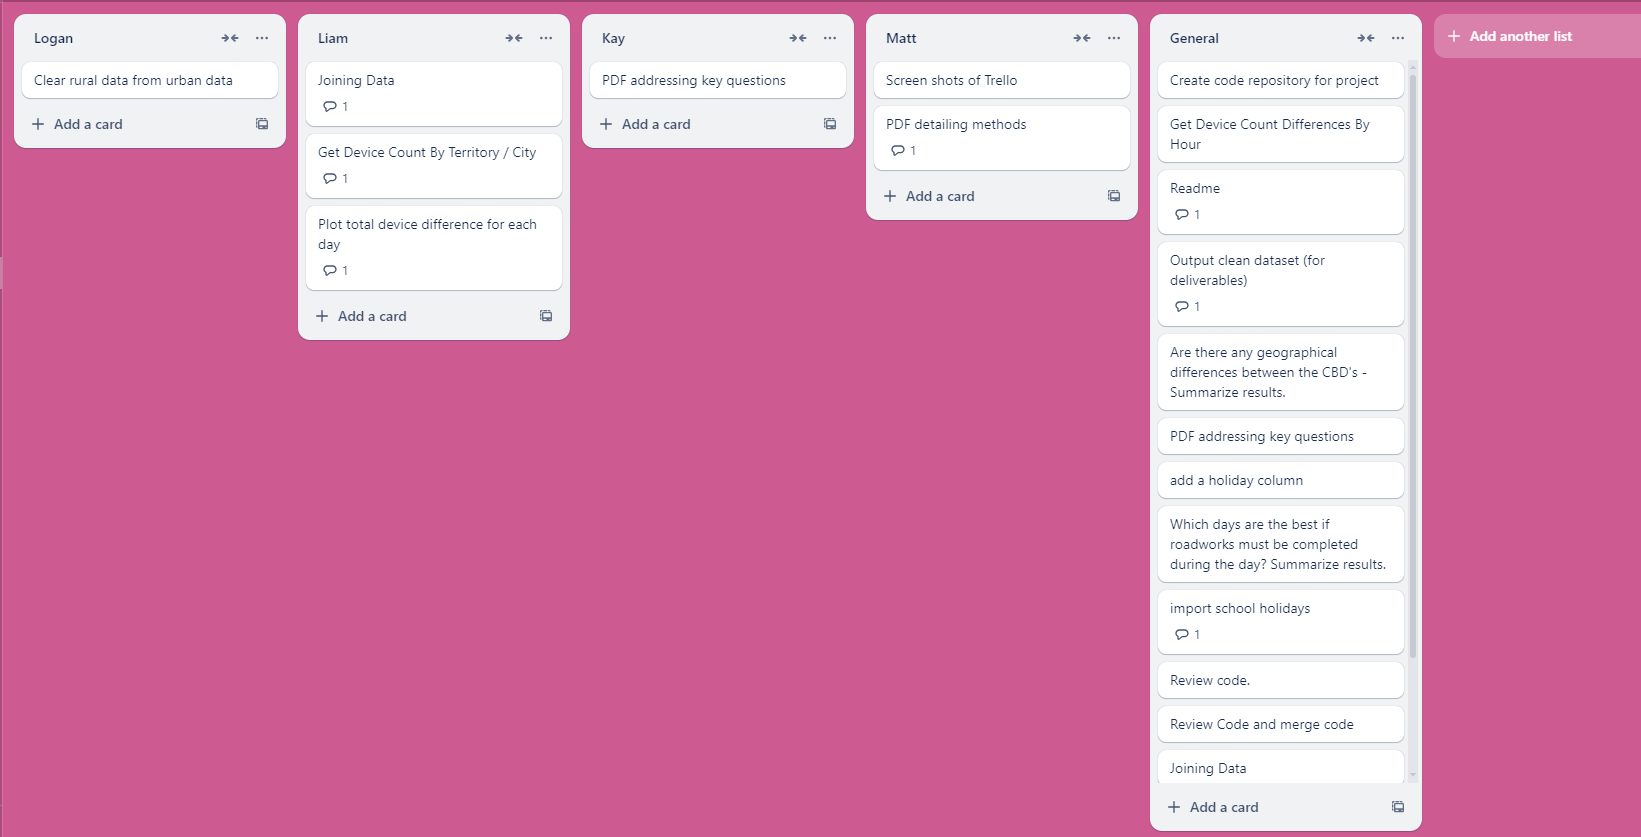 Logan
Clear rural data from urban data
Add a card
Liam
Joining Data
1
Get Device Count By Territory / City
1
Plot total device difference for each
day
1
Add a card
Kay
PDF addressing key questions
Add a card
Matt
Screen shots of Trello
PDF detailing methods
1
Add a card
General
Create code repository for project
Get Device Count Differences By
Hour
Readme
1
Output clean dataset (for
deliverables)
1
Are there any geographical
differences between the CBD's -
Summarize results.
PDF addressing key questions
add a holiday column
Which days are the best if
roadworks must be completed
during the day? Summarize results.
import school holidays
1
Review code.
Review Code and merge code
Joining Data
Add a card
Add another list